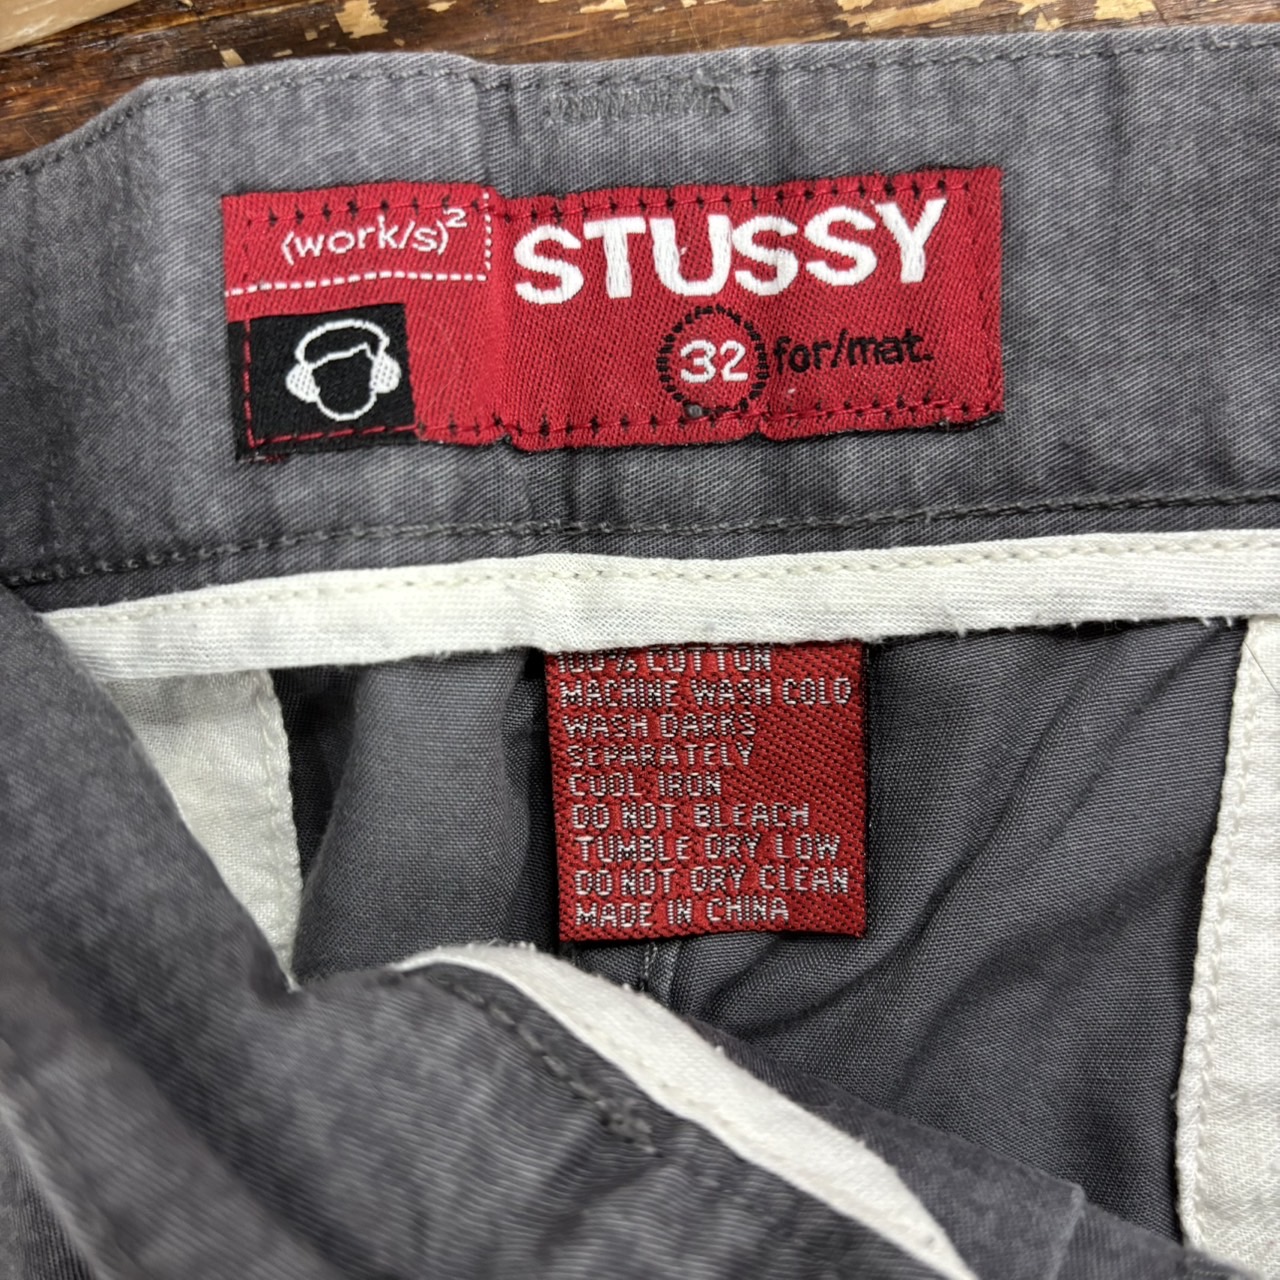 (work/s)²
STUSSY
32 for/mat.
100% COTTON
MACHINE WASH COLD
WASH DARKS
SEPARATELY
COOL IRON
DO NOT BLEACH
TUMBLE DRY LOW
DO NOT DRY CLEAN
MADE IN CHINA